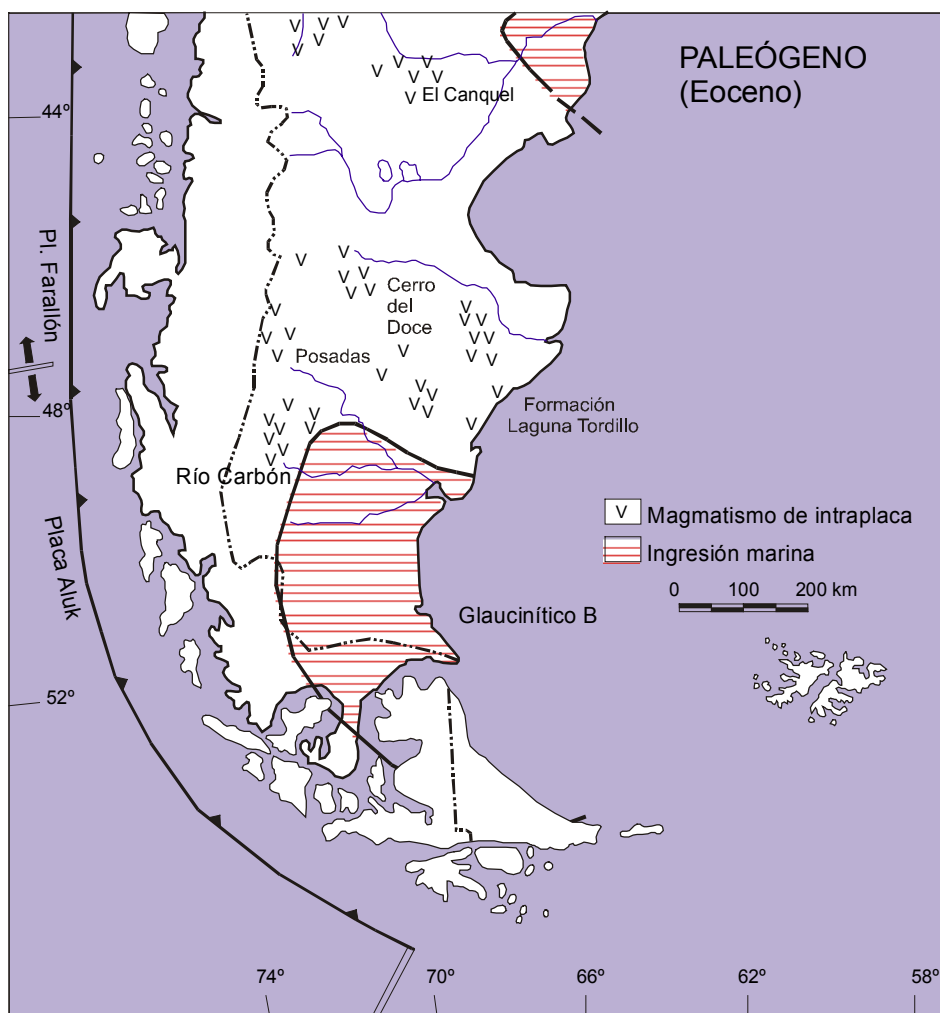 PALEÓGENO
(Eoceno)
El Canquel
44º
Pl. Farallón
Cerro
del
Doce
Posadas
48º
Formación
Laguna Tordillo
Río Carbón
V Magmatismo de intraplaca
Ingresión marina
0 100 200 km
Placa Aluk
Glaucinítico B
52º
74º 70º 66º 62º 58º